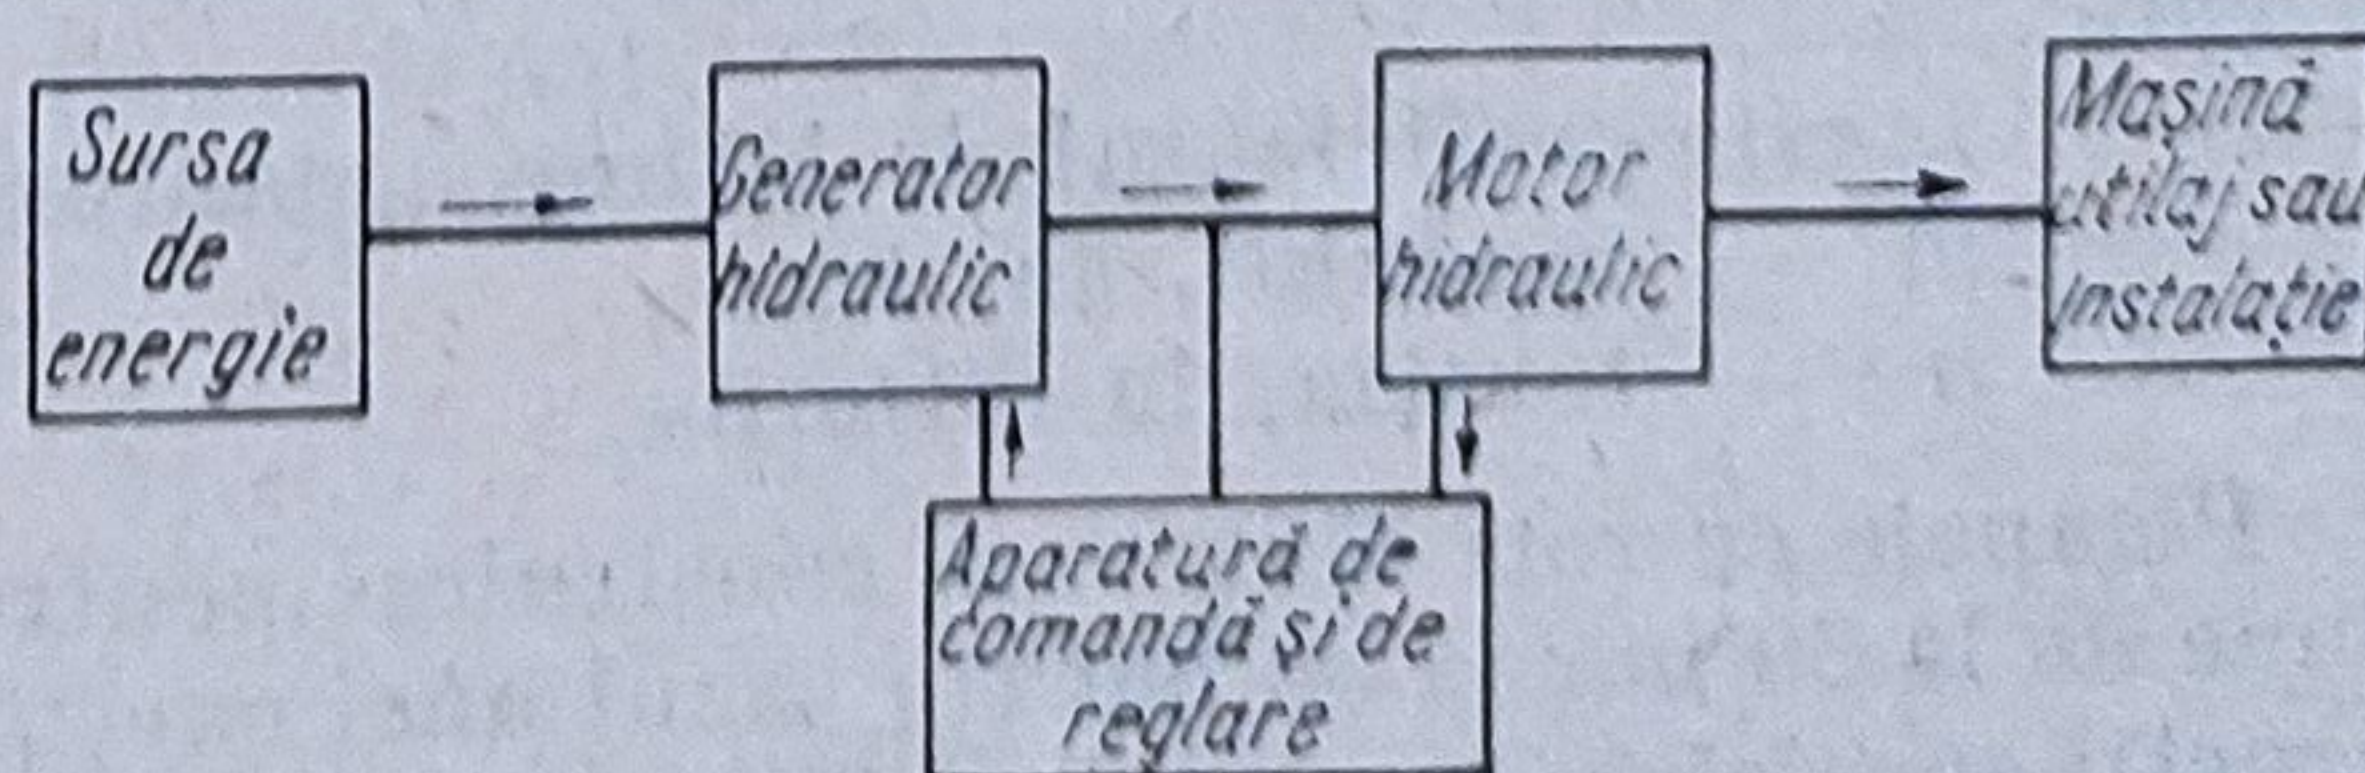 Sursa
de
energie
Generator
hidraulic
Motor
hidraulic
Mașină
utilaj sau
instalație
Aparatură de
comandă și de
reglare